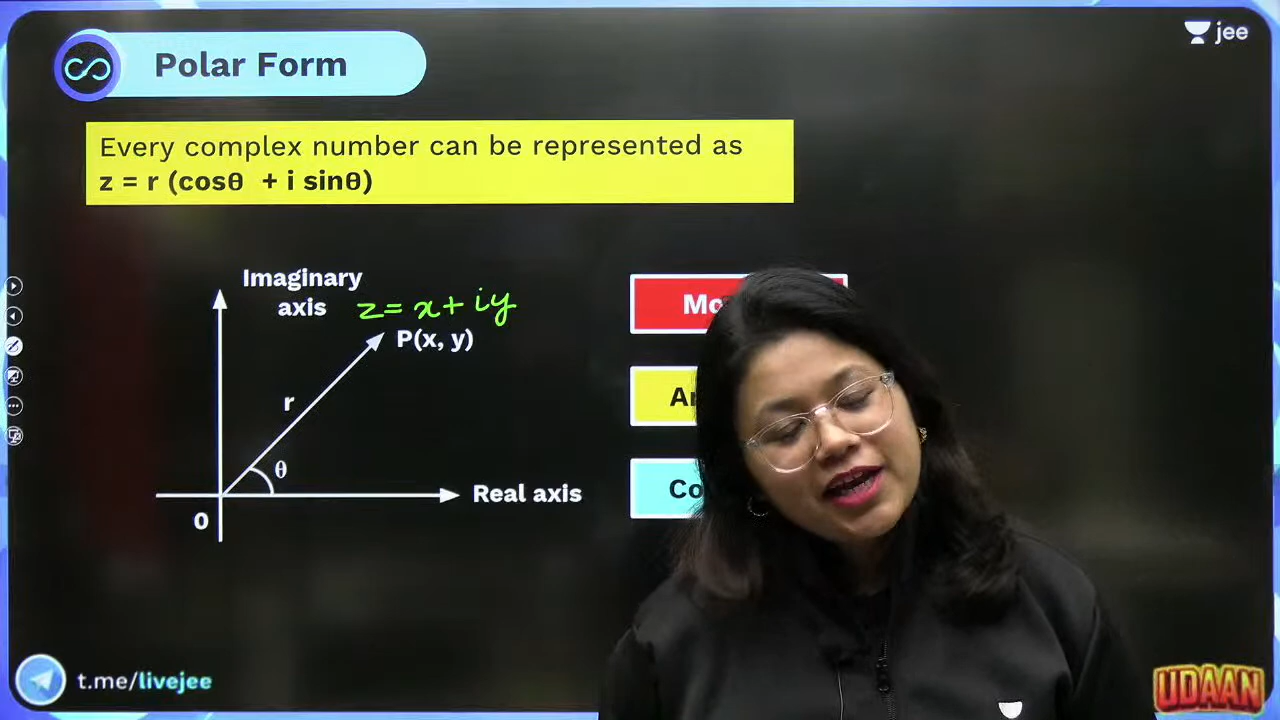 Polar Form
jee
Every complex number can be represented as
z = r (cosθ + i sinθ)
Imaginary
axis
z = x + iy
P(x, y)
r
θ
Real axis
0
t.me/livejee
UDAAN